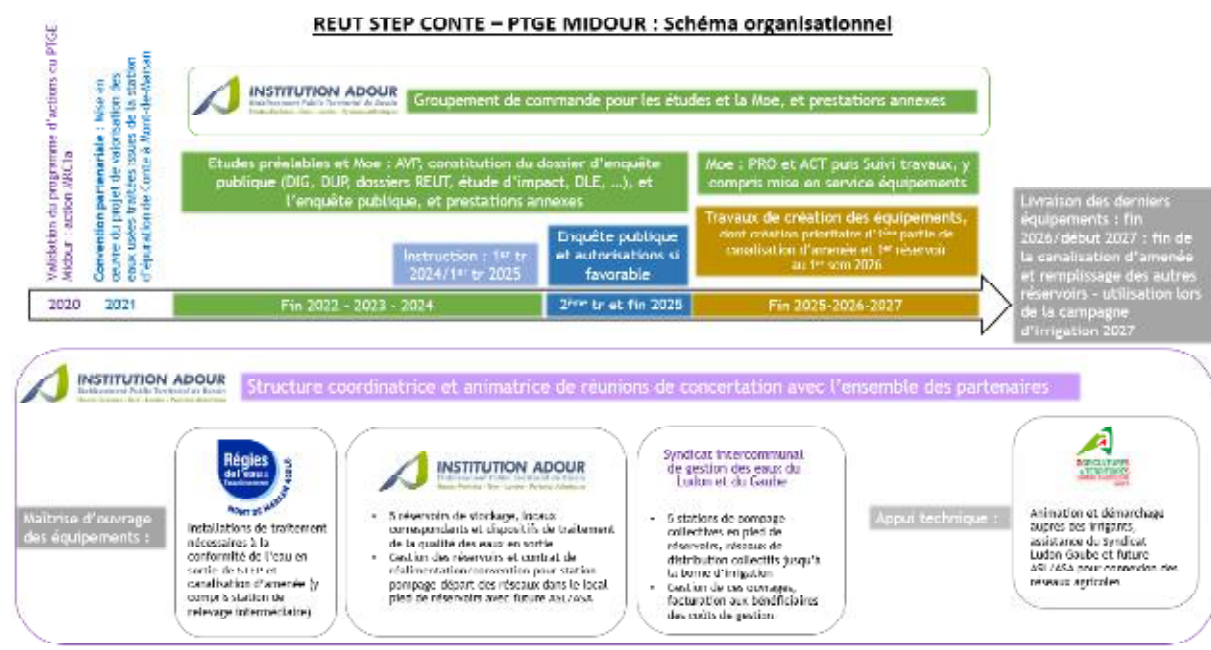 REUT STEP CONTE – PTGE MIDOUR : Schéma organisationnel
Validation du programme d'actions du PTGE
Midour : action
Convention partenariale : Mise en
œuvre du projet de valorisation des
eaux usées traitées issues de la station
d'épuration de Conte à Mont-de-Marsan
INSTITUTION ADOUR
Groupement de commande pour les études et la Moe, et prestations annexes
Etudes préalables et Moe : AVP, constitution du dossier d'enquête
publique (DIG, DUP, dossiers REUT, étude d'impact, DLE, ...), et
l'enquête publique, et prestations annexes
Moe : PRO et ACT puis Suivi travaux, y
compris mise en service équipements
Instruction : 1er tr
2024/1er tr 2025
Enquête publique
et autorisations si
favorable
Travaux de création des équipements,
dont création prioritaire d'1ère partie de
canalisation d'amenée et 1er réservoir
au 1er sem 2026
Livraison des derniers
équipements : fin
2026/début 2027 : fin de
la canalisation d'amenée
et remplissage des autres
réservoirs – utilisation lors
de la campagne
d'irrigation 2027
2020
2021
Fin 2022 - 2023 - 2024
2ème tr et fin 2025
Fin 2025-2026-2027
INSTITUTION ADOUR
Structure coordinatrice et animatrice de réunions de concertation avec l'ensemble des partenaires
Maîtrise d'ouvrage
des équipements :
Régies
MONT DE MARSAN AGGLO
Installations de traitement
nécessaires à la
conformité de l'eau en
sortie de STEP et
canalisation d'amenée (y
compris station de
relevage intermédiaire)
INSTITUTION ADOUR
• 5 réservoirs de stockage, locaux
correspondants et dispositifs de traitement
de la qualité des eaux en sortie
• Gestion des réservoirs et contrat de
réalimentation/convention pour station
pompage départ des réseaux dans le local
pied de réservoirs avec future ASL/ASA
Syndicat intercommunal
de gestion des eaux du
Ludon et du Gaube
• 5 stations de pompage
collectives en pied de
réservoirs, réseaux de
distribution collectifs jusqu'à
la borne d'irrigation
• Gestion de ces ouvrages,
facturation aux bénéficiaires
des coûts de gestion
Appui technique :
AGRICULTURES
& TERRITOIRES
Animation et démarchage
auprès des irrigants,
assistance du Syndicat
Ludon Gaube et future
ASL/ASA pour connexion des
réseaux agricoles